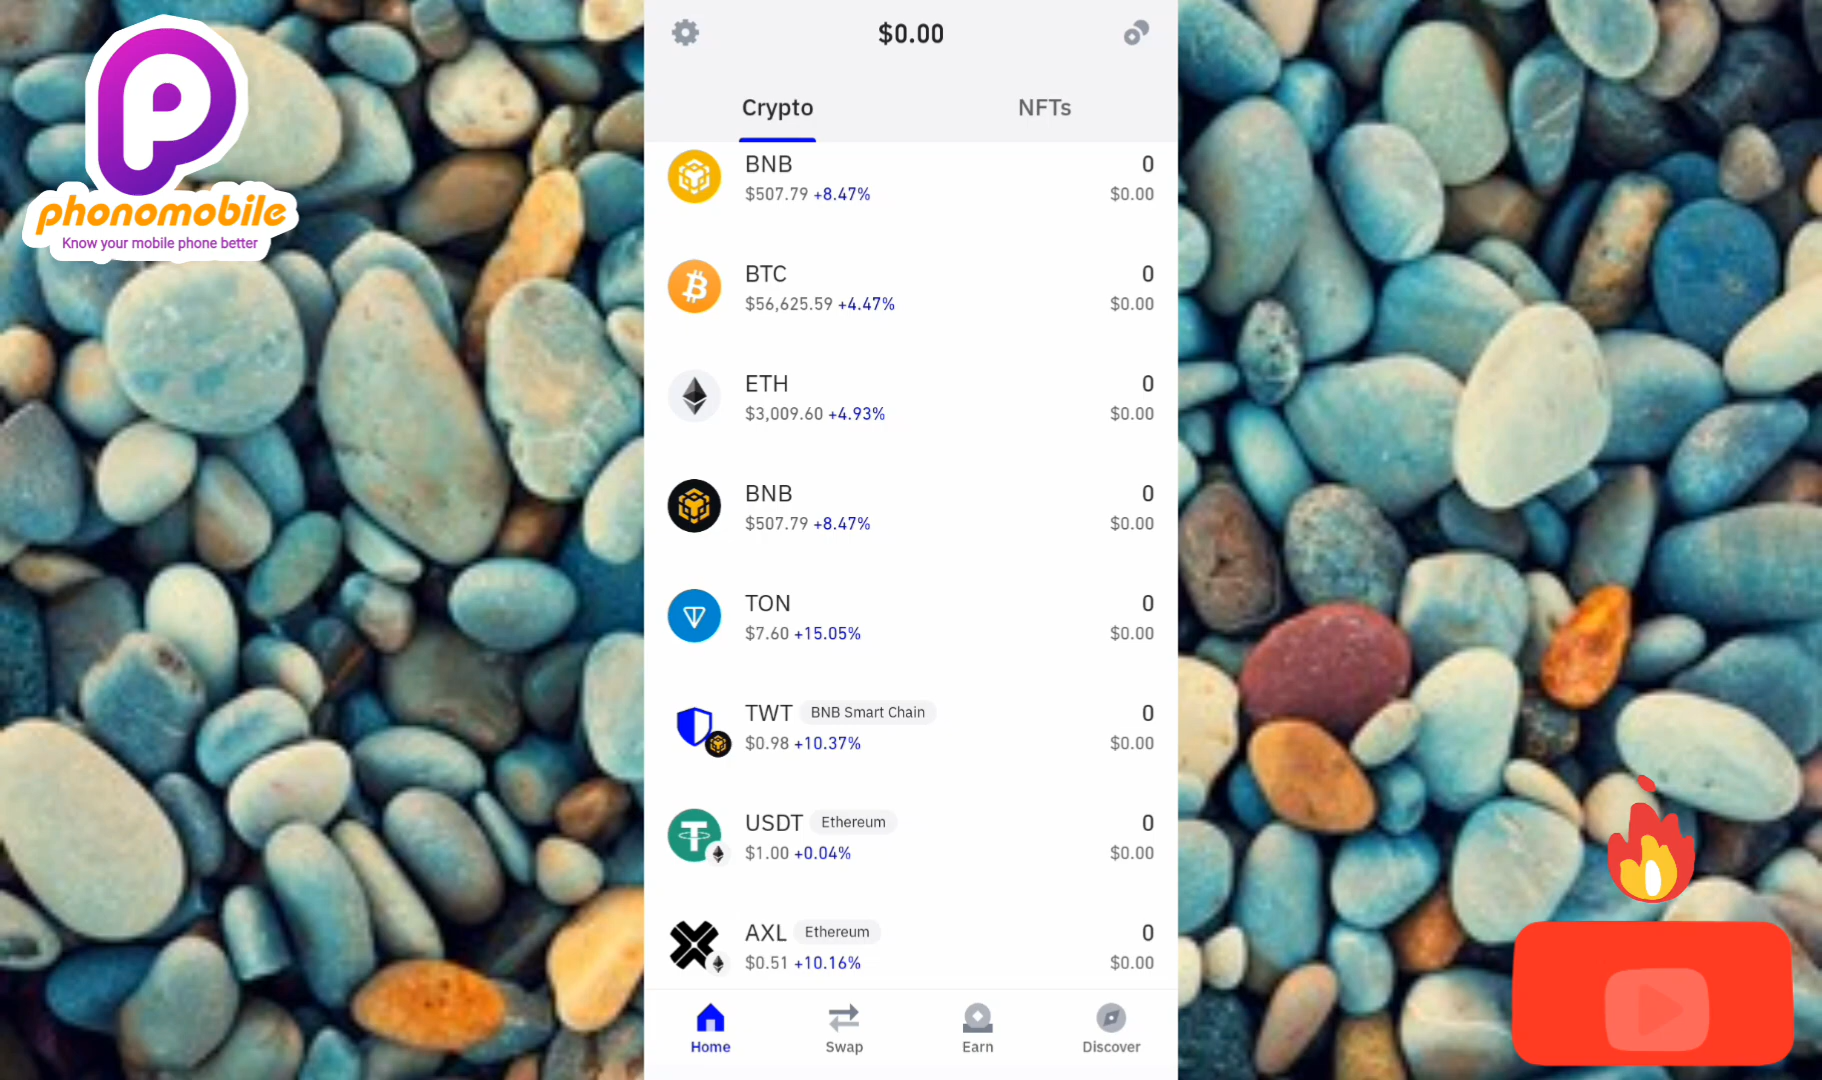 phonomobile
Know your mobile phone better
$0.00
Crypto
NFTs
BNB
0
$507.79 +8.47%
$0.00
BTC
0
$56,625.59 +4.47%
$0.00
ETH
0
$3,009.60 +4.93%
$0.00
BNB
0
$507.79 +8.47%
$0.00
TON
0
$7.60 +15.05%
$0.00
TWT BNB Smart Chain
0
$0.98 +10.37%
$0.00
USDT Ethereum
0
$1.00 +0.04%
$0.00
AXL Ethereum
0
$0.51 +10.16%
$0.00
Home
Swap
Earn
Discover